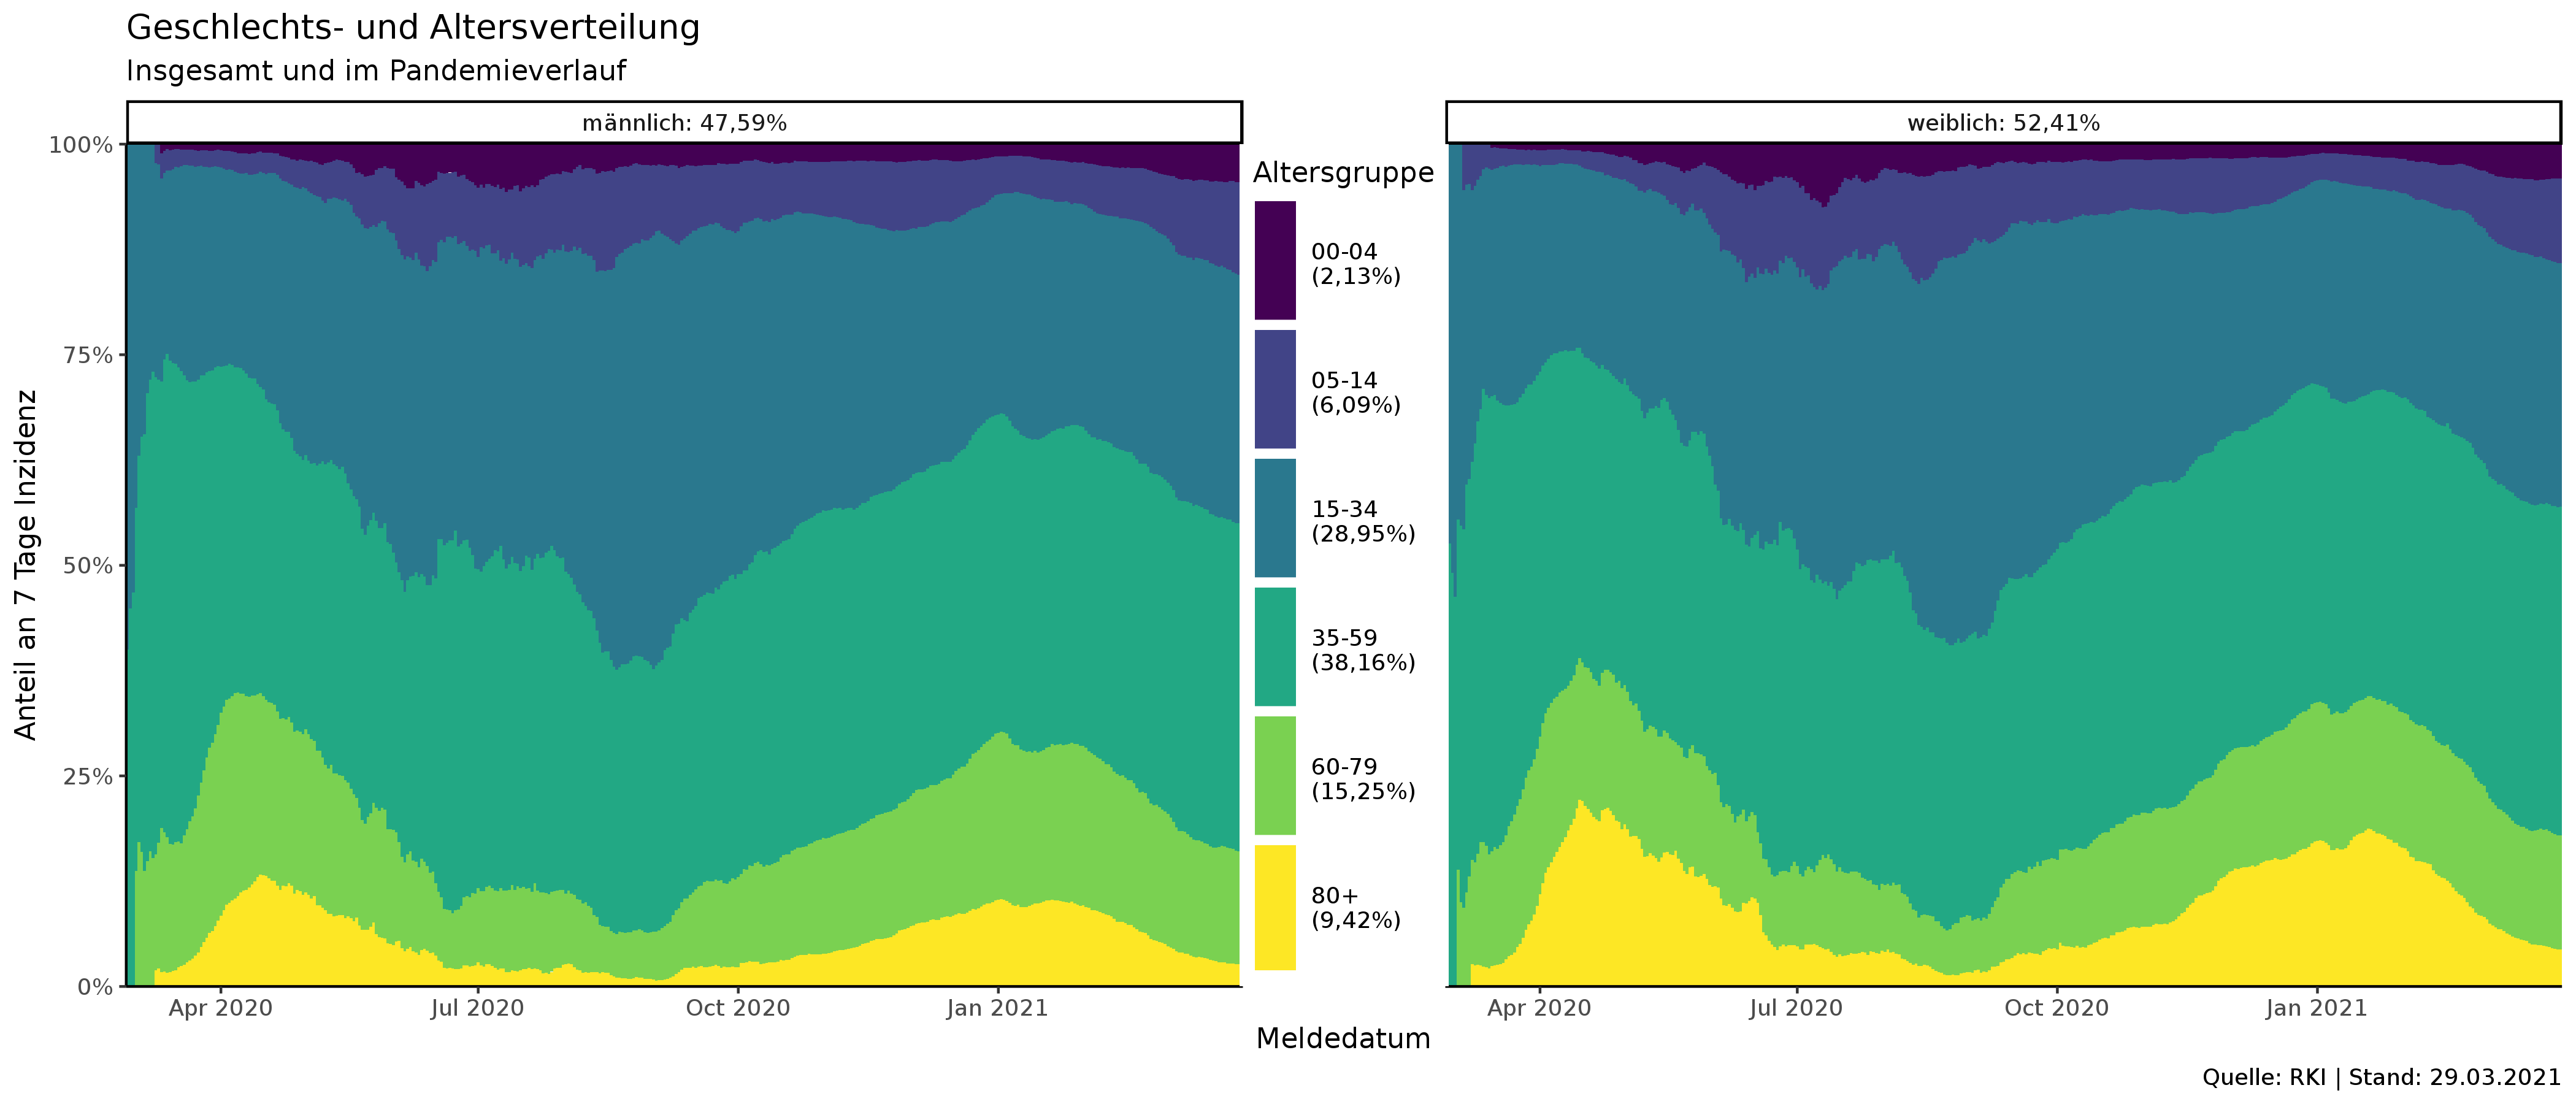 Geschlechts- und Altersverteilung
Insgesamt und im Pandemieverlauf
männlich: 47,59%
weiblich: 52,41%
Anteil an 7 Tage Inzidenz
100%
75%
50%
25%
0%
Apr 2020
Jul 2020
Oct 2020
Jan 2021
Altersgruppe
00-04
(2,13%)
05-14
(6,09%)
15-34
(28,95%)
35-59
(38,16%)
60-79
(15,25%)
80+
(9,42%)
Apr 2020
Jul 2020
Oct 2020
Jan 2021
Meldedatum
Quelle: RKI | Stand: 29.03.2021